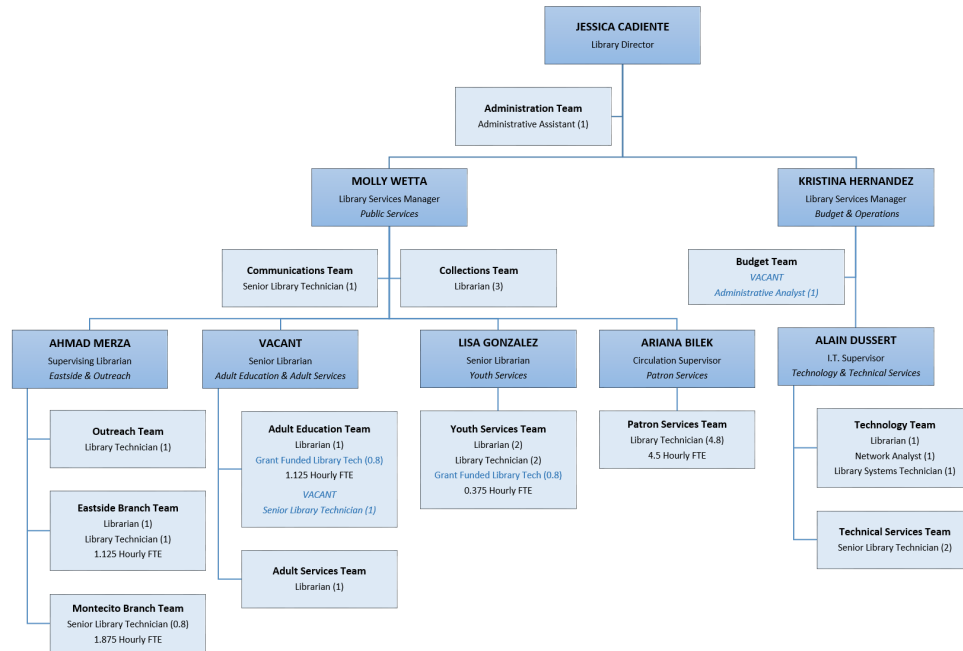 JESSICA CADIENTE
Library Director
Administration Team
Administrative Assistant (1)
MOLLY WETTA
Library Services Manager
Public Services
KRISTINA HERNANDEZ
Library Services Manager
Budget & Operations
Communications Team
Senior Library Technician (1)
Collections Team
Librarian (3)
Budget Team
VACANT
Administrative Analyst (1)
AHMAD MERZA
Supervising Librarian
Eastside & Outreach
VACANT
Senior Librarian
Adult Education & Adult Services
LISA GONZALEZ
Senior Librarian
Youth Services
ARIANA BILEK
Circulation Supervisor
Patron Services
ALAIN DUSSERT
I.T. Supervisor
Technology & Technical Services
Outreach Team
Library Technician (1)
Eastside Branch Team
Librarian (1)
Library Technician (1)
1.125 Hourly FTE
Montecito Branch Team
Senior Library Technician (0.8)
1.875 Hourly FTE
Adult Education Team
Librarian (1)
Grant Funded Library Tech (0.8)
1.125 Hourly FTE
VACANT
Senior Library Technician (1)
Adult Services Team
Librarian (1)
Youth Services Team
Librarian (2)
Library Technician (2)
Grant Funded Library Tech (0.8)
0.375 Hourly FTE
Patron Services Team
Library Technician (4.8)
4.5 Hourly FTE
Technology Team
Librarian (1)
Network Analyst (1)
Library Systems Technician (1)
Technical Services Team
Senior Library Technician (2)